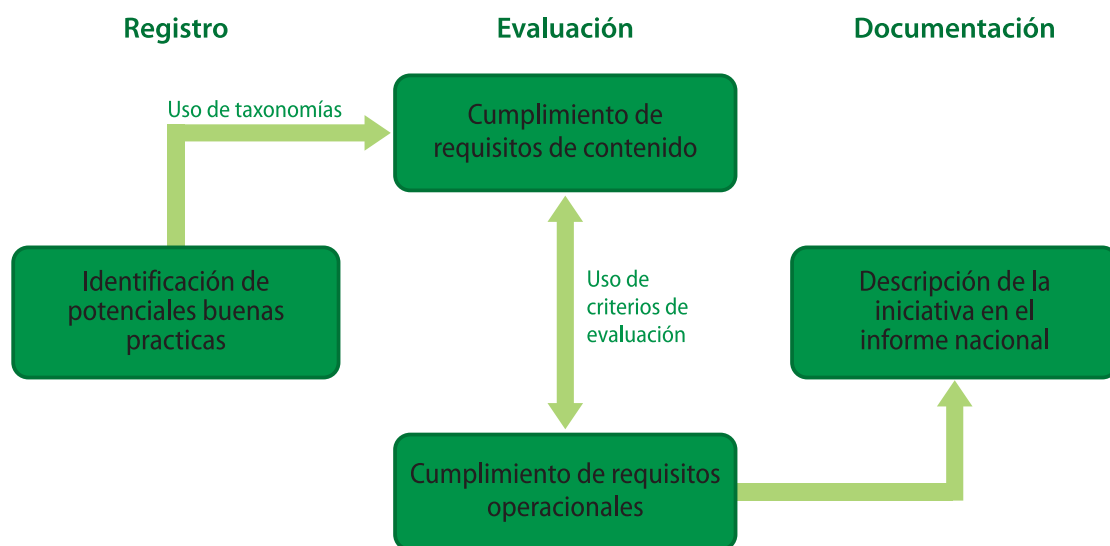 Registro
Evaluación
Documentación
Uso de taxonomías
Cumplimiento de
requisitos de contenido
Identificación de
potenciales buenas
practicas
Uso de
criterios de
evaluación
Descripción de la
iniciativa en el
informe nacional
Cumplimiento de requisitos
operacionales